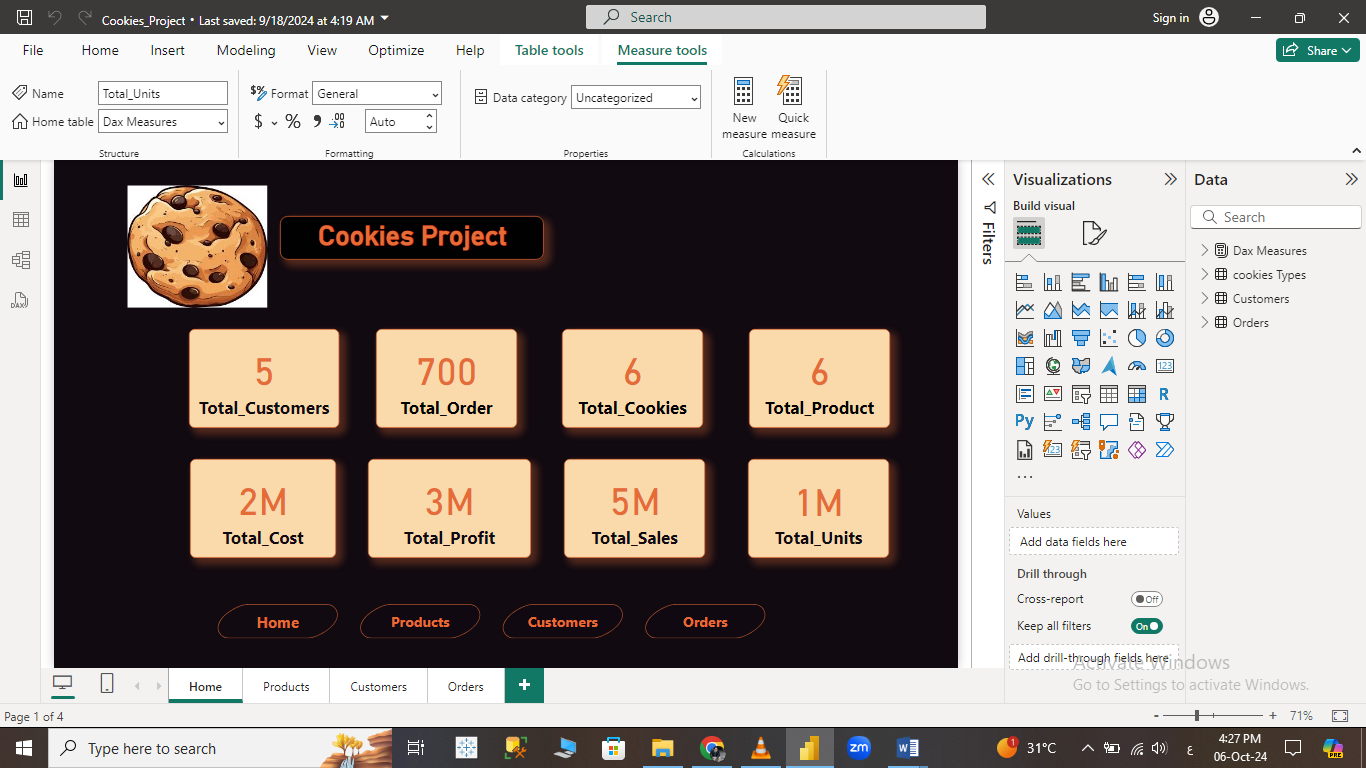 Cookies_Project • Last saved: 9/18/2024 at 4:19 AM
Search
Sign in
File Home Insert Modeling View Optimize Help Table tools Measure tools
Share
Name Total_Units
Home table Dax Measures
Structure
$% Format General
$ % Auto
Formatting
Data category Uncategorized
Properties
New measure
Quick measure
Calculations
Cookies Project
5
Total_Customers
700
Total_Order
6
Total_Cookies
6
Total_Product
2M
Total_Cost
3M
Total_Profit
5M
Total_Sales
1M
Total_Units
Home Products Customers Orders
Filters
Visualizations
Build visual
123
R
Py
123
...
Values
Add data fields here
Drill through
Cross-report Off
Keep all filters On
Add drill-through fields here
Data
Search
Dax Measures
cookies Types
Customers
Orders
Activate Windows
Go to Settings to activate Windows.
Home Products Customers Orders +
Page 1 of 4
- + 71%
Type here to search
zm
W
1
31°C
ع
4:27 PM
06-Oct-24
PRE
DAX